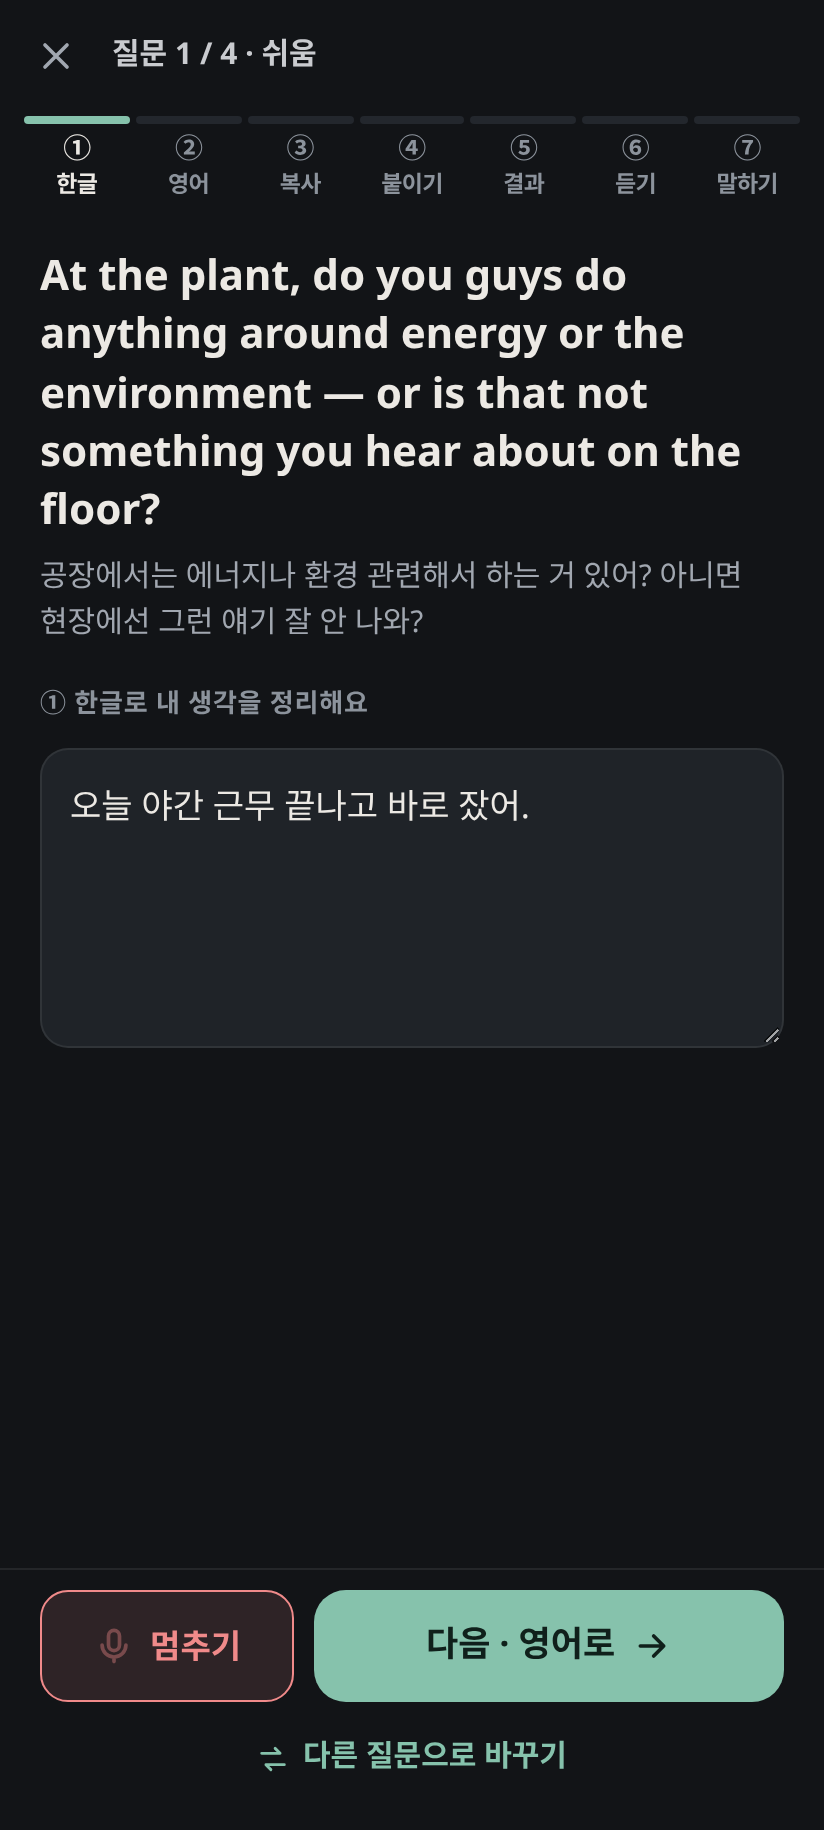 질문 1 / 4 · 쉬움
① ② ③ ④ ⑤ ⑥ ⑦
한글 영어 복사 붙이기 결과 듣기 말하기
At the plant, do you guys do
anything around energy or the
environment — or is that not
something you hear about on the
floor?
공장에서는 에너지나 환경 관련해서 하는 거 있어? 아니면
현장에선 그런 얘기 잘 안 나와?
① 한글로 내 생각을 정리해요
오늘 야간 근무 끝나고 바로 잤어.
멈추기
다음 · 영어로 →
다른 질문으로 바꾸기